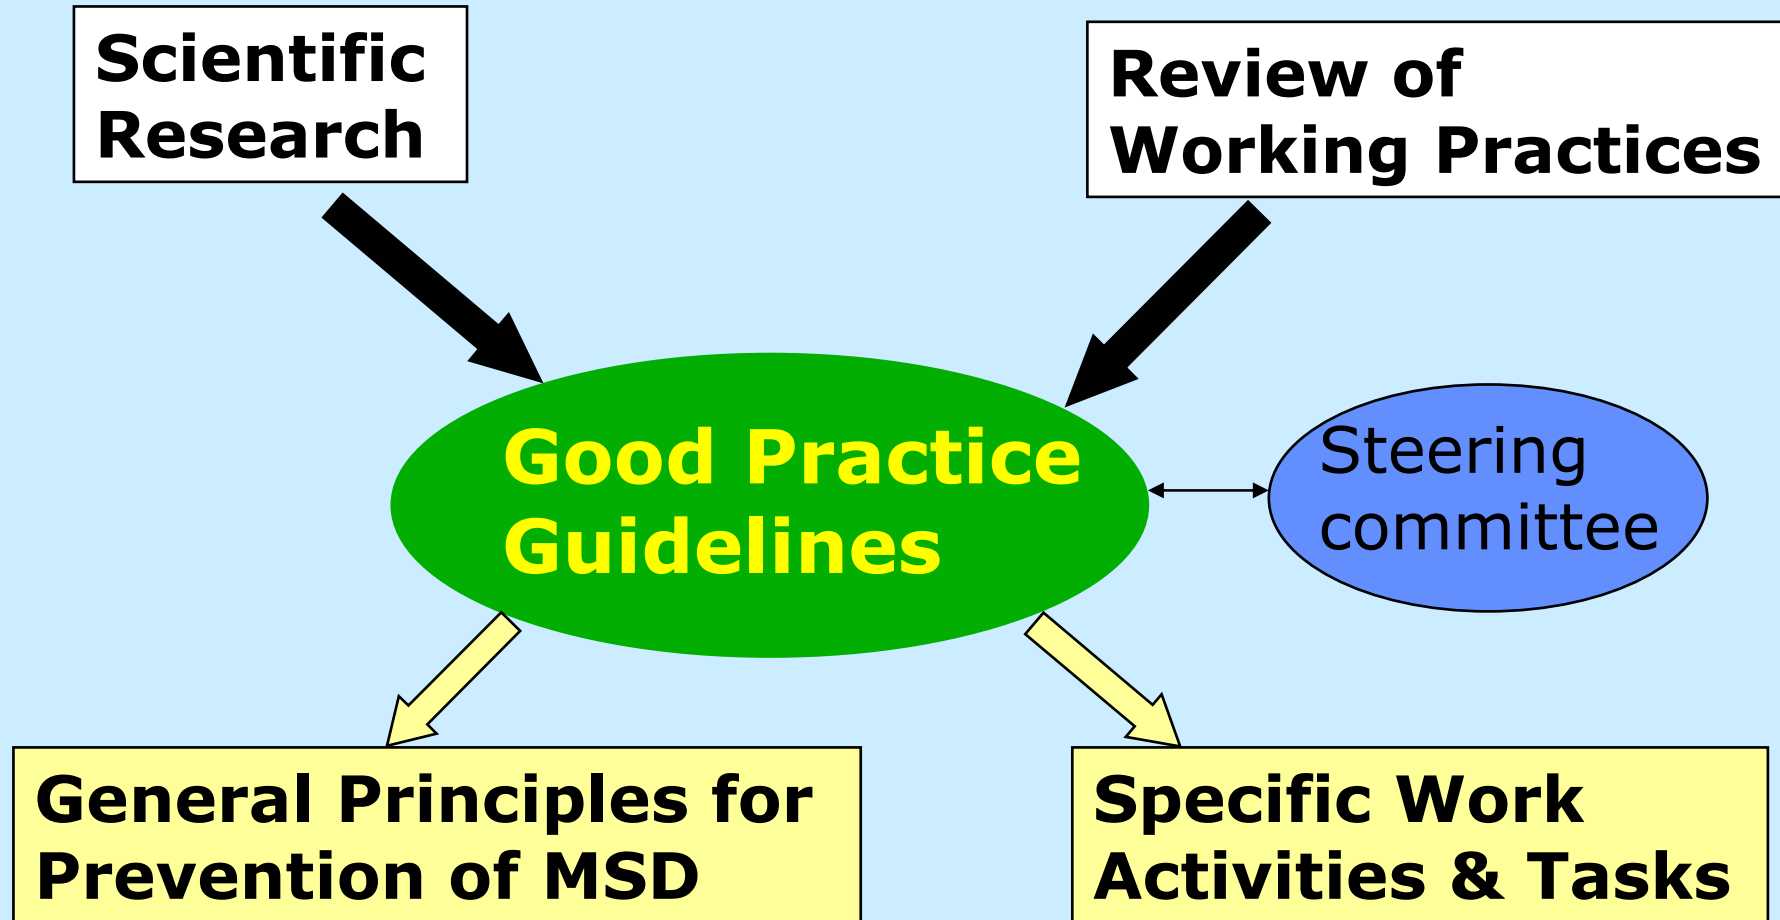 Scientific
Research
Review of
Working Practices
Good Practice
Guidelines
Steering
committee
General Principles for
Prevention of MSD
Specific Work
Activities & Tasks